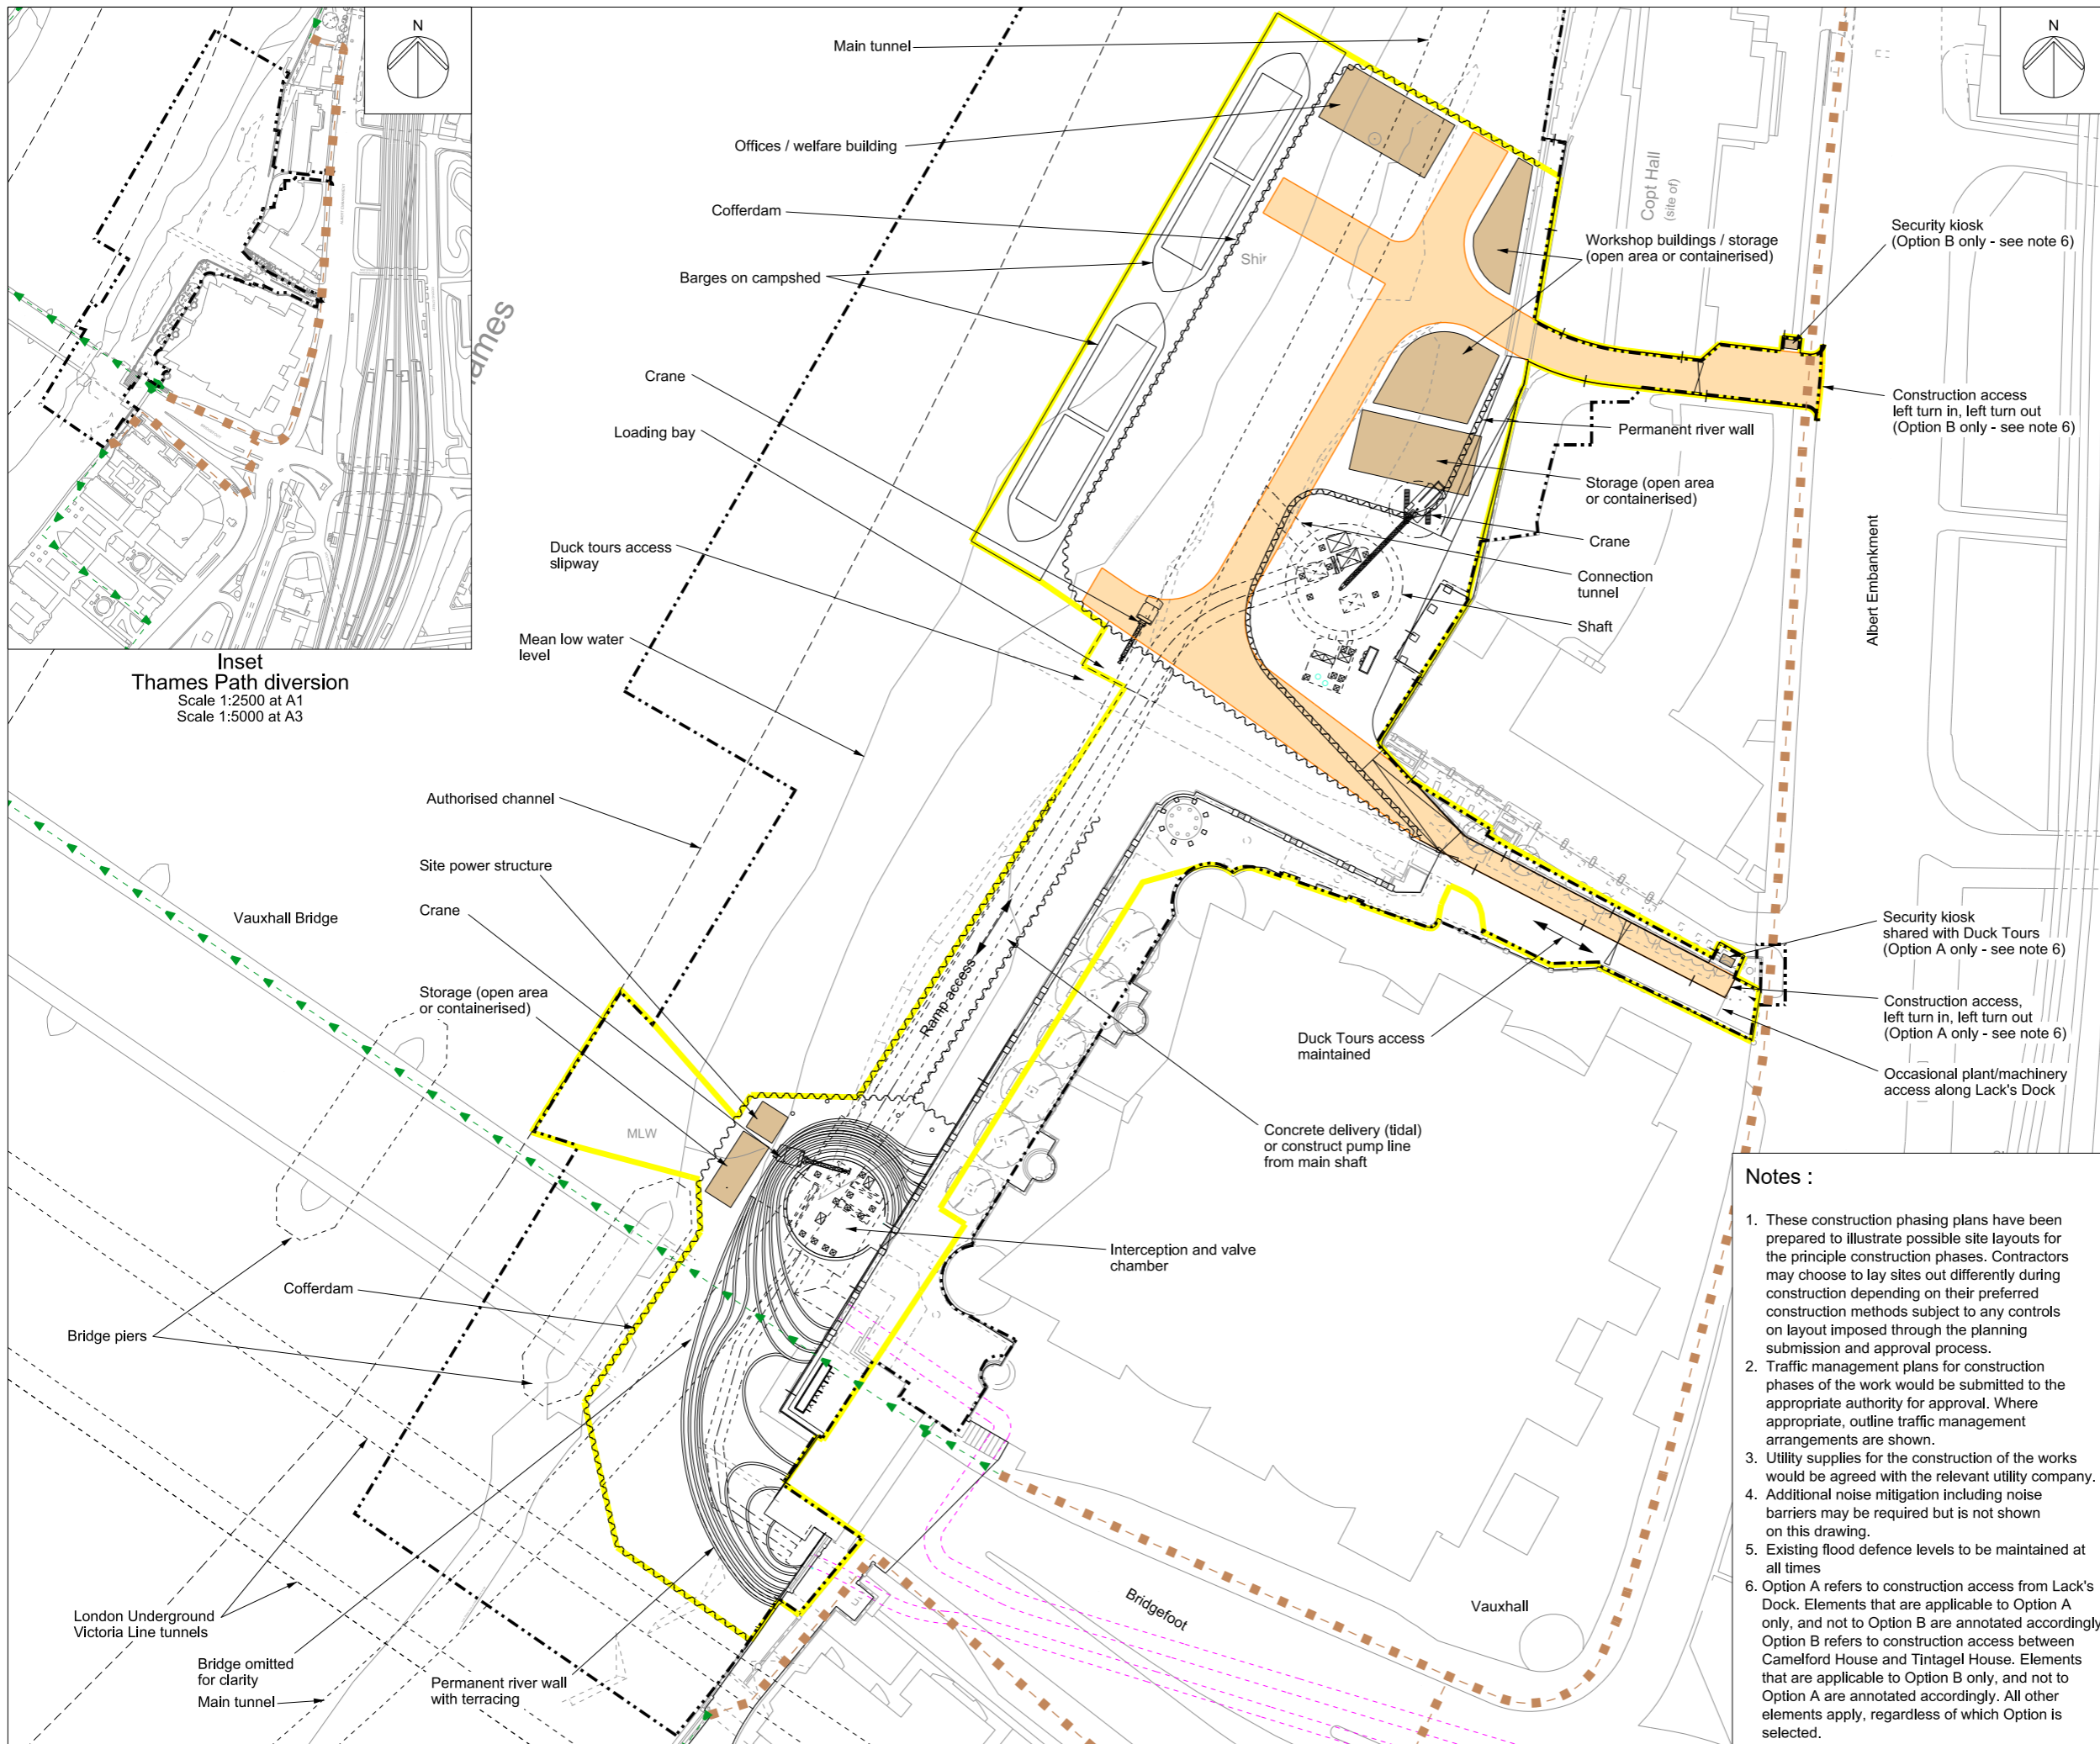 N
Inset
Thames Path diversion
Scale 1:2500 at A1
Scale 1:5000 at A3
N
Main tunnel
Offices / welfare building
Cofferdam
Barges on campshed
Crane
Loading bay
Duck tours access
slipway
Mean low water
level
Authorised channel
Site power structure
Crane
Vauxhall Bridge
Storage (open area
or containerised)
MLW
Cofferdam
Bridge piers
London Underground
Victoria Line tunnels
Bridge omitted
for clarity
Main tunnel
Permanent river wall
with terracing
Ramp access
Copt Hall
(site of)
Workshop buildings / storage
(open area or containerised)
Security kiosk
(Option B only - see note 6)
Construction access
left turn in, left turn out
(Option B only - see note 6)
Permanent river wall
Storage (open area
or containerised)
Crane
Connection
tunnel
Shaft
Albert Embankment
Security kiosk
shared with Duck Tours
(Option A only - see note 6)
Construction access,
left turn in, left turn out
(Option A only - see note 6)
Occasional plant/machinery
access along Lack's Dock
Duck Tours access
maintained
Concrete delivery (tidal)
or construct pump line
from main shaft
Interception and valve
chamber
Bridgefoot
Vauxhall
Notes :
1. These construction phasing plans have been
prepared to illustrate possible site layouts for
the principle construction phases. Contractors
may choose to lay sites out differently during
construction depending on their preferred
construction methods subject to any controls
on layout imposed through the planning
submission and approval process.
2. Traffic management plans for construction
phases of the work would be submitted to the
appropriate authority for approval. Where
appropriate, outline traffic management
arrangements are shown.
3. Utility supplies for the construction of the works
would be agreed with the relevant utility company.
4. Additional noise mitigation including noise
barriers may be required but is not shown
on this drawing.
5. Existing flood defence levels to be maintained at
all times
6. Option A refers to construction access from Lack's
Dock. Elements that are applicable to Option A
only, and not to Option B are annotated accordingly
Option B refers to construction access between
Camelford House and Tintagel House. Elements
that are applicable to Option B only, and not to
Option A are annotated accordingly. All other
elements apply, regardless of which Option is
selected.